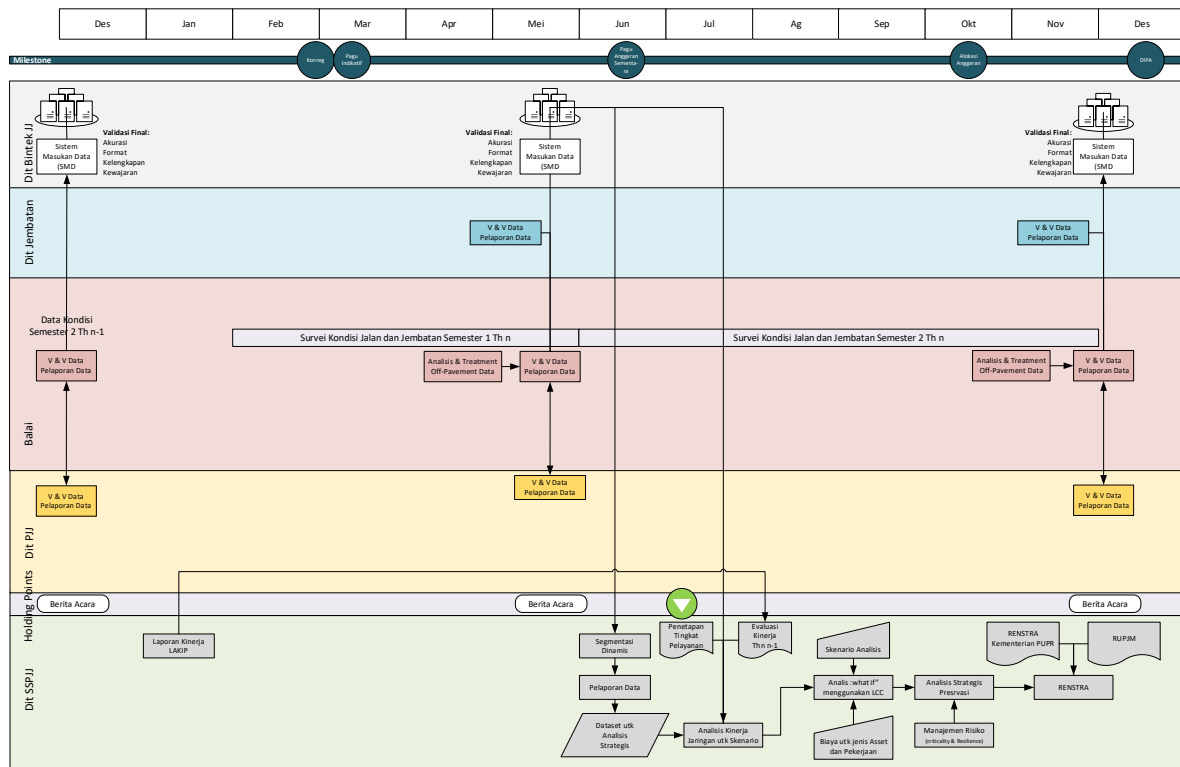 Des Jan Feb Mar Apr Mei Jun Jul Ag Sep Okt Nov Des
Milestone
Konreg
Pagu
Indikatif
Pagu
Anggaran
Sementa-
ra
Alokasi
Anggaran
DIPA
Dit Bintek JJ
Sistem
Masukan Data
(SMD
Validasi Final:
Akurasi
Format
Kelengkapan
Kewajaran
Validasi Final:
Akurasi
Format
Kelengkapan
Kewajaran
Sistem
Masukan Data
(SMD
Validasi Final:
Akurasi
Format
Kelengkapan
Kewajaran
Sistem
Masukan Data
(SMD
Dit Jembatan
V & V Data
Pelaporan Data
V & V Data
Pelaporan Data
Balai
Data Kondisi
Semester 2 Th n-1
Survei Kondisi Jalan dan Jembatan Semester 1 Th n
Survei Kondisi Jalan dan Jembatan Semester 2 Th n
V & V Data
Pelaporan Data
Analisis & Treatment
Off-Pavement Data
V & V Data
Pelaporan Data
Analisis & Treatment
Off-Pavement Data
V & V Data
Pelaporan Data
Dit PJJ
V & V Data
Pelaporan Data
V & V Data
Pelaporan Data
V & V Data
Pelaporan Data
Holding Points
Berita Acara
Berita Acara
Berita Acara
Dit SSPJJ
Laporan Kinerja
LAKIP
Segmentasi
Dinamis
Penetapan
Tingkat
Pelayanan
Evaluasi
Kinerja
Th n n-1
Skenario Analisis
RENSTRA
Kementerian PUPR
RUPJM
Pelaporan Data
Analis :what if"
menggunakan LCC
Analisis Strategis
Presrvasi
RENSTRA
Dataset utk
Analisis
Strategis
Analisis Kinerja
Jaringan utk Skenario
Biaya utk jenis Asset
dan Pekerjaan
Manajemen Risiko
(criticality & Resilience)